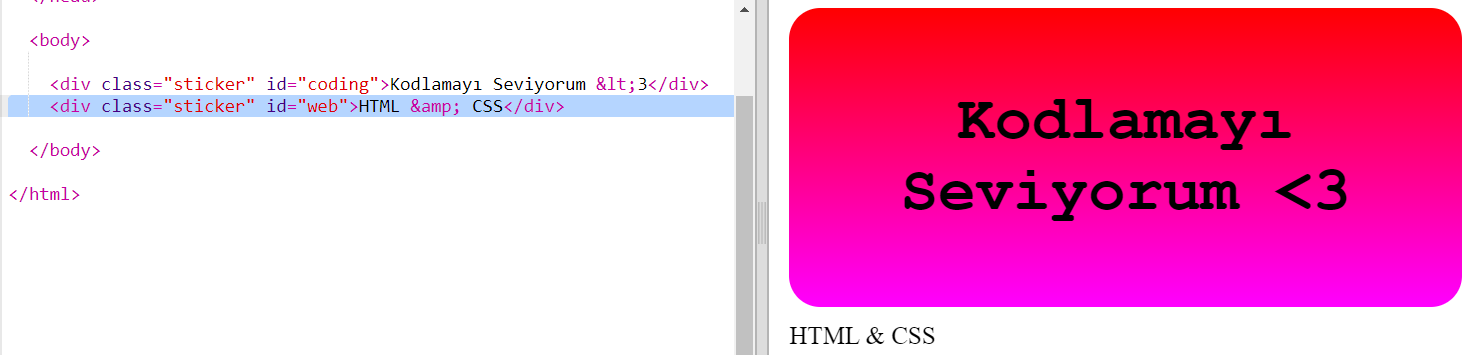 <body>
<div class="sticker" id="coding">Kodlamayı Seviyorum &lt;3</div>
<div class="sticker" id="web">HTML &amp; CSS</div>
</body>
</html>
Kodlamayı
Seviyorum <3
HTML & CSS